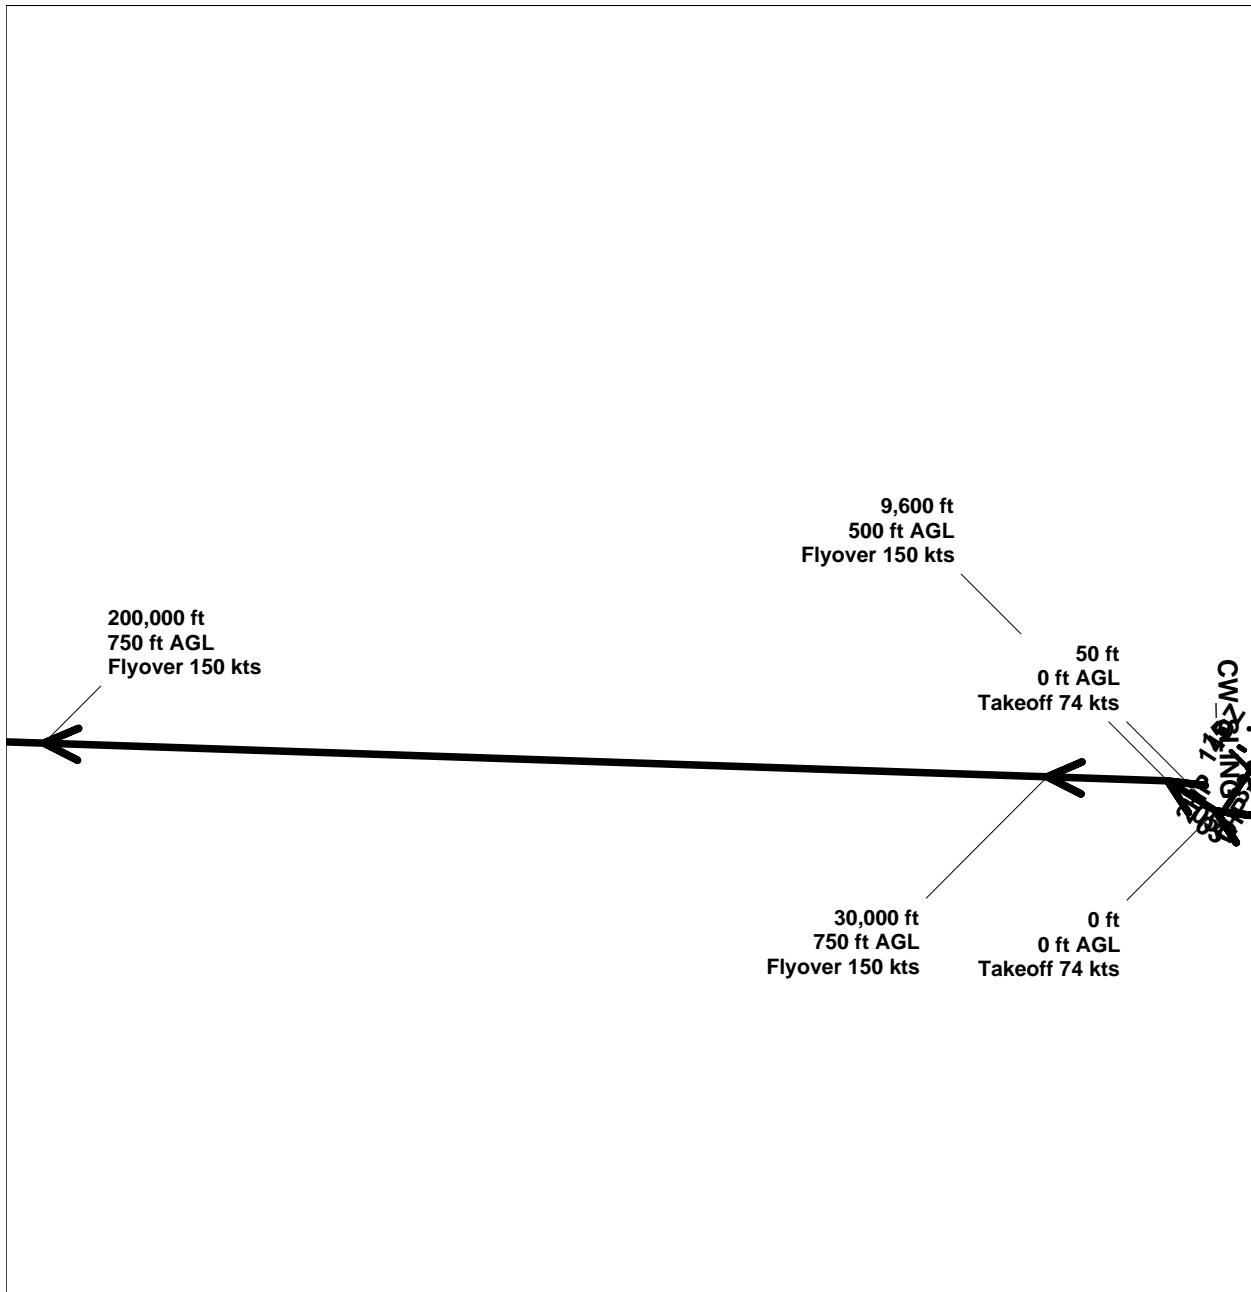 9,600 ft
500 ft AGL
Flyover 150 kts
200,000 ft
750 ft AGL
Flyover 150 kts
50 ft
0 ft AGL
Takeoff 74 kts
30,000 ft
750 ft AGL
Flyover 150 kts
0 ft
0 ft AGL
Takeoff 74 kts